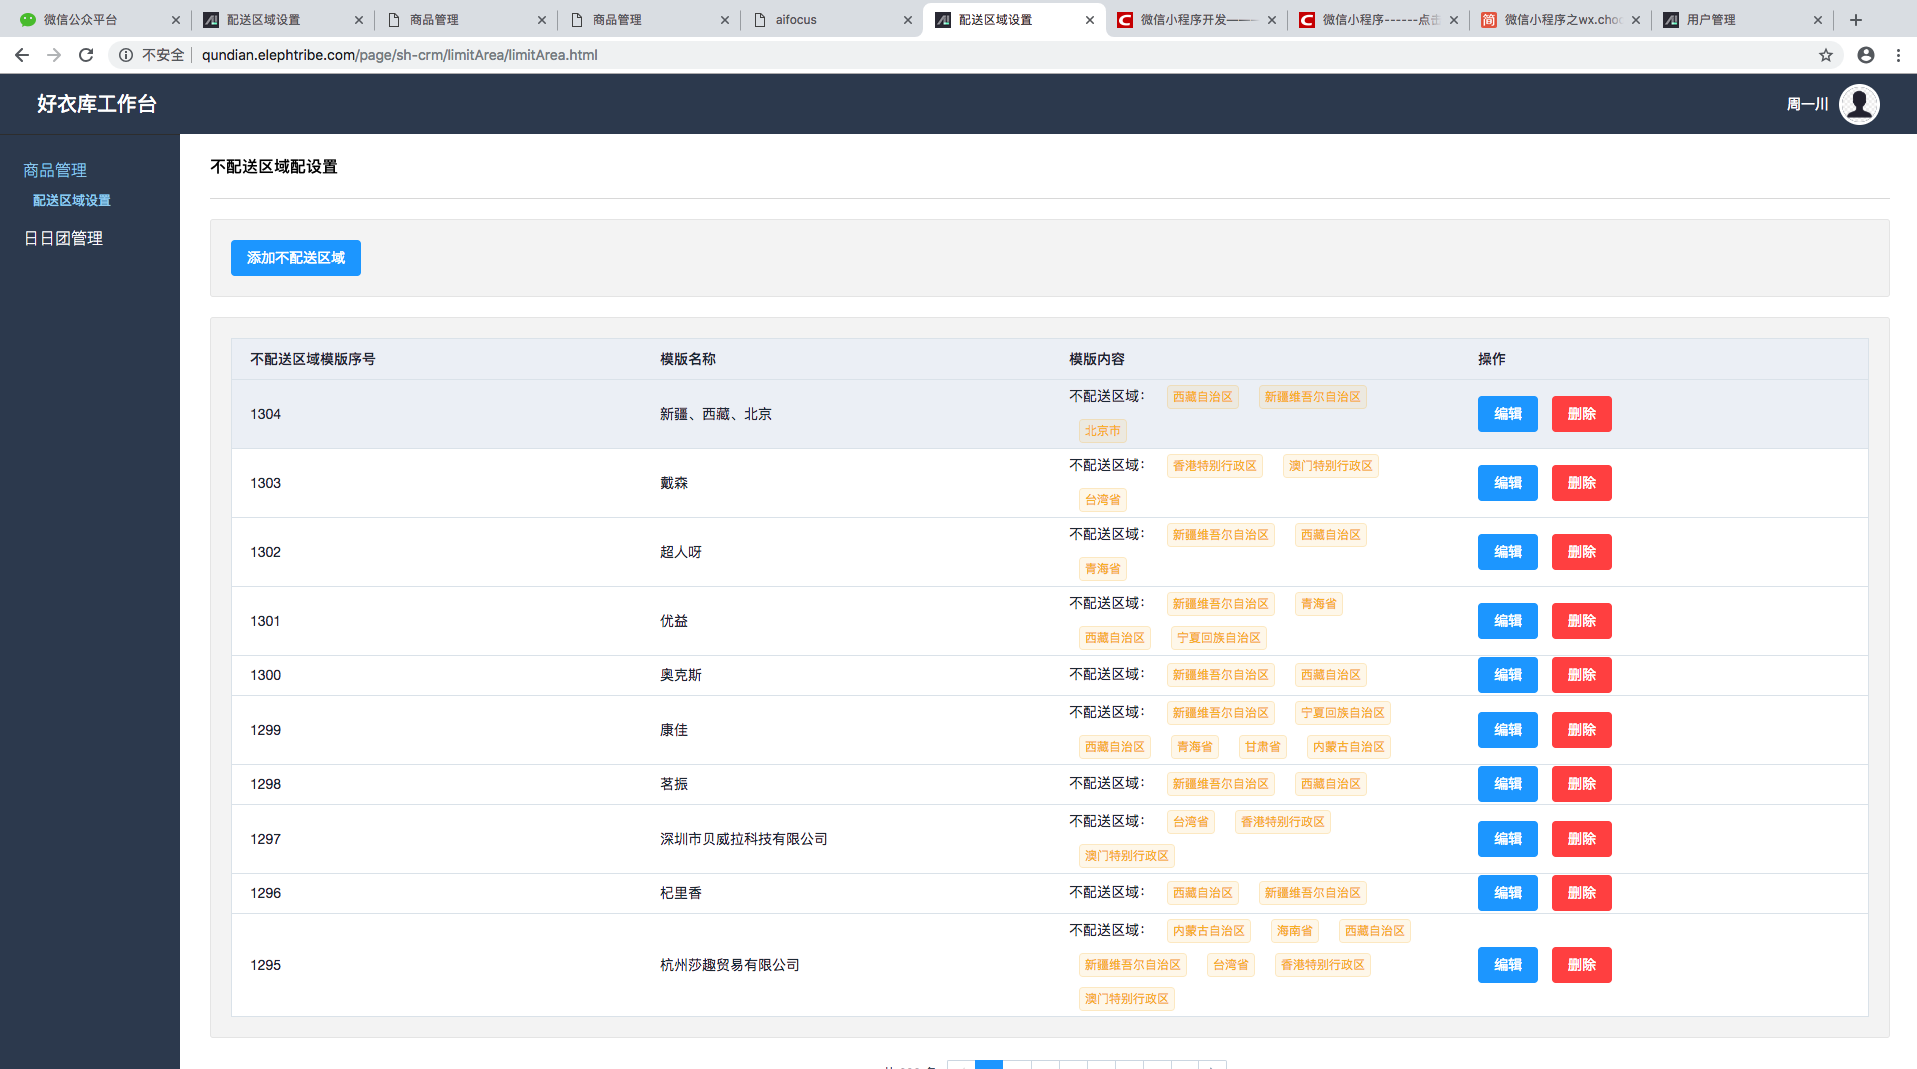 微信公众平台
配送区域设置
商品管理
商品管理
aifocus
配送区域设置
微信小程序开发———
微信小程序------点击
微信小程序之wx.choo
用户管理
不安全
qundian.elephtribe.com/page/sh-crm/limitArea/limitArea.html
好衣库工作台
周一川
商品管理
配送区域设置
日日团管理
不配送区域配设置
添加不配送区域
不配送区域模版序号 模版名称 模版内容 操作
1304 新疆、西藏、北京 不配送区域： 西藏自治区 新疆维吾尔自治区
北京市
编辑 删除
1303 戴森 不配送区域： 香港特别行政区 澳门特别行政区
台湾省
编辑 删除
1302 超人呀 不配送区域： 新疆维吾尔自治区 西藏自治区
青海省
编辑 删除
1301 优益 不配送区域： 新疆维吾尔自治区 青海省
西藏自治区 宁夏回族自治区
编辑 删除
1300 奥克斯 不配送区域： 新疆维吾尔自治区 西藏自治区 编辑 删除
1299 康佳 不配送区域： 新疆维吾尔自治区 宁夏回族自治区
西藏自治区 青海省 甘肃省 内蒙古自治区
编辑 删除
1298 茗振 不配送区域： 新疆维吾尔自治区 西藏自治区 编辑 删除
1297 深圳市贝威拉科技有限公司 不配送区域： 台湾省 香港特别行政区
澳门特别行政区
编辑 删除
1296 杞里香 不配送区域： 西藏自治区 新疆维吾尔自治区 编辑 删除
1295 杭州莎趣贸易有限公司 不配送区域： 内蒙古自治区 海南省 西藏自治区
新疆维吾尔自治区 台湾省 香港特别行政区
澳门特别行政区
编辑 删除